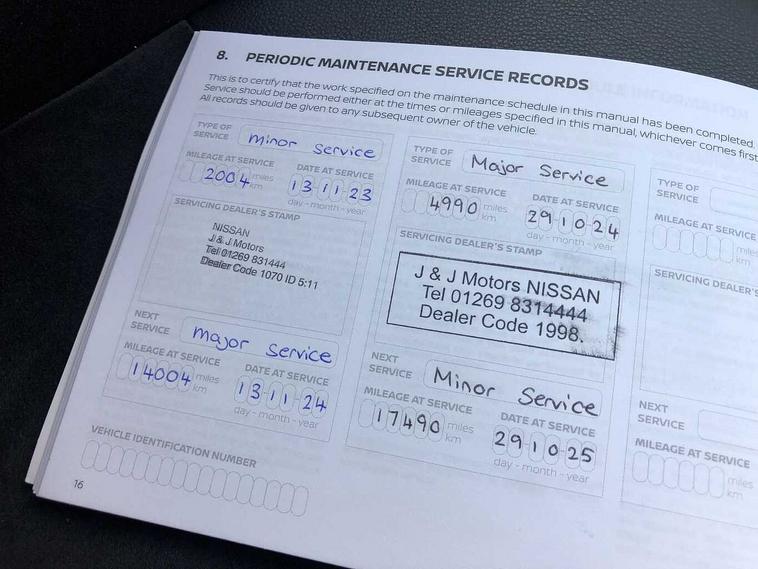 8. PERIODIC MAINTENANCE SERVICE RECORDS
This is to certify that the work specified on the maintenance schedule in this manual has been completed.
Service should be performed either at the times or mileages specified in this manual, whichever comes first
All records should be given to any subsequent owner of the vehicle.
TYPE OF SERVICE Minor Service
MILEAGE AT SERVICE DATE AT SERVICE
2004 miles km 13 11 23
day - month - year
SERVICING DEALER'S STAMP
NISSAN
J & J Motors
Tel 01269 831444
Dealer Code 1070 ID 5:11
NEXT SERVICE Major Service
MILEAGE AT SERVICE DATE AT SERVICE
14004 miles km 13 11 24
day - month - year
VEHICLE IDENTIFICATION NUMBER
16
TYPE OF SERVICE Major Service
MILEAGE AT SERVICE DATE AT SERVICE
4990 miles km 29 10 24
day - month - year
SERVICING DEALER'S STAMP
J & J Motors NISSAN
Tel 01269 8314444
Dealer Code 1998.
NEXT SERVICE Minor Service
MILEAGE AT SERVICE DATE AT SERVICE
17490 miles km 29 10 25
day - month - year
TYPE OF SERVICE
MILEAGE AT SERVICE
miles km
SERVICING DEALER'S
NEXT SERVICE
MILEAGE AT SERVICE
miles km